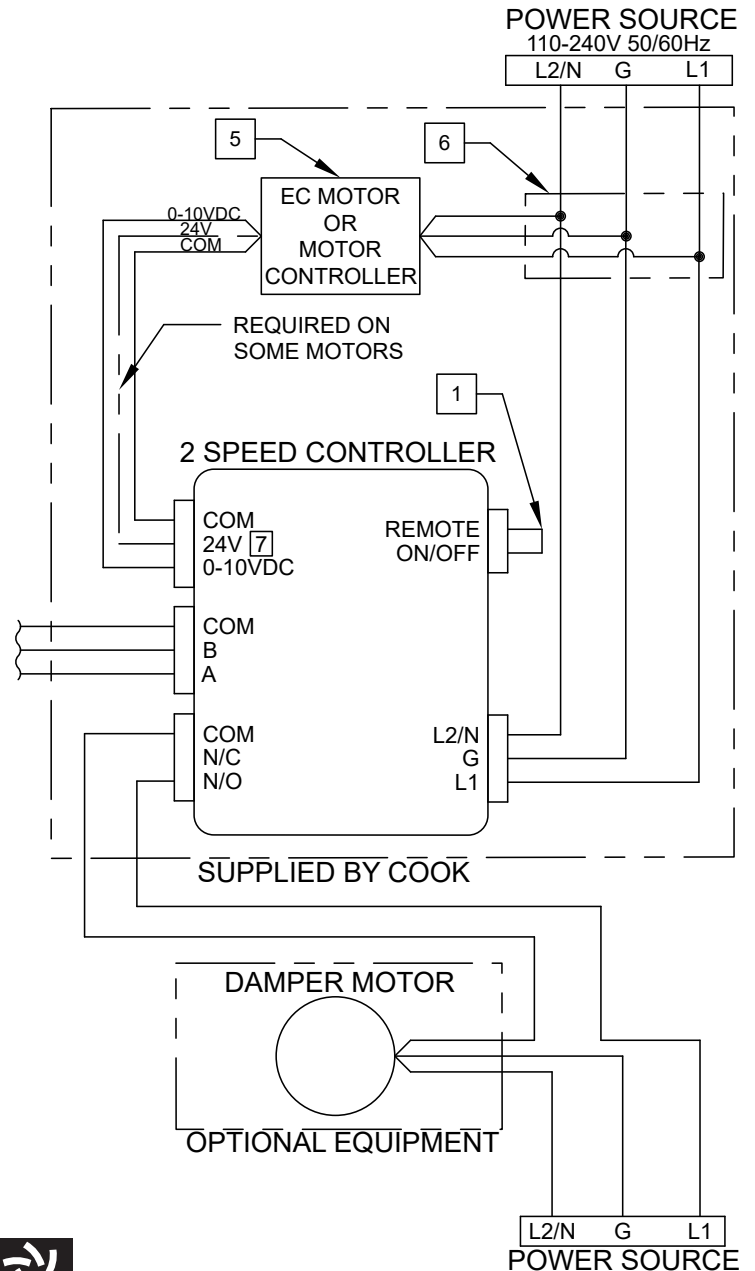 POWER SOURCE
110-240V 50/60Hz
L2/N G L1
5
6
EC MOTOR
OR
MOTOR
CONTROLLER
0-10VDC
24V
COM
REQUIRED ON
SOME MOTORS
1
2 SPEED CONTROLLER
COM
24V 7
0-10VDC
REMOTE
ON/OFF
COM
B
A
COM
N/C
N/O
L2/N
G
L1
SUPPLIED BY COOK
DAMPER MOTOR
OPTIONAL EQUIPMENT
L2/N G L1
POWER SOURCE